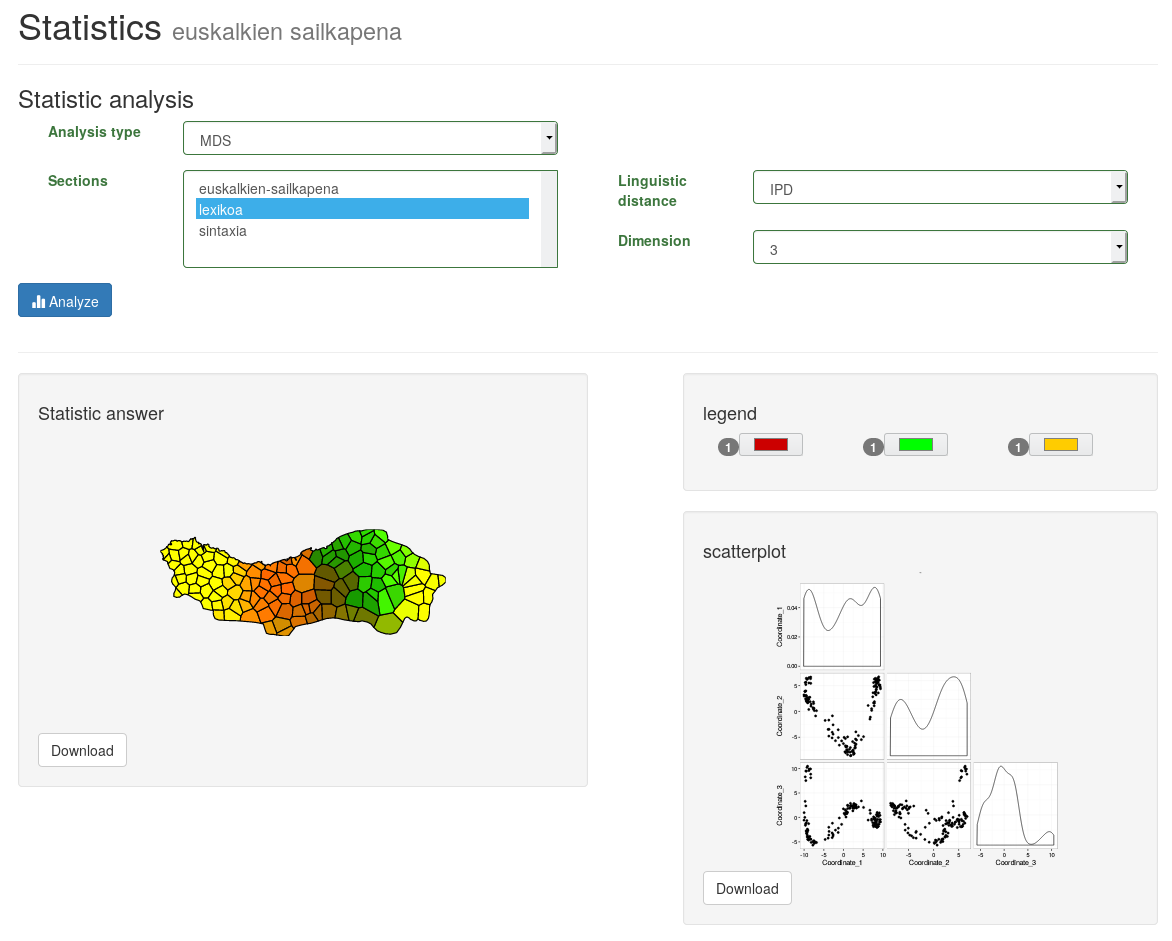 Statistics euskalkien sailkapena
Statistic analysis
Analysis type
MDS
Sections
euskalkien-sailkapena
lexikoa
sintaxia
Linguistic
distance
IPD
Dimension
3
Analyze
Statistic answer
Download
legend
1
1
1
scatterplot
Coordinate_1
0.04
0.02
0.00
Coordinate_2
5
0
-5
Coordinate_3
10
5
0
-5
-10 -5 0 5 10
-5 0 5
-5 0 5 10
Coordinate_1
Coordinate_2
Coordinate_3
Download